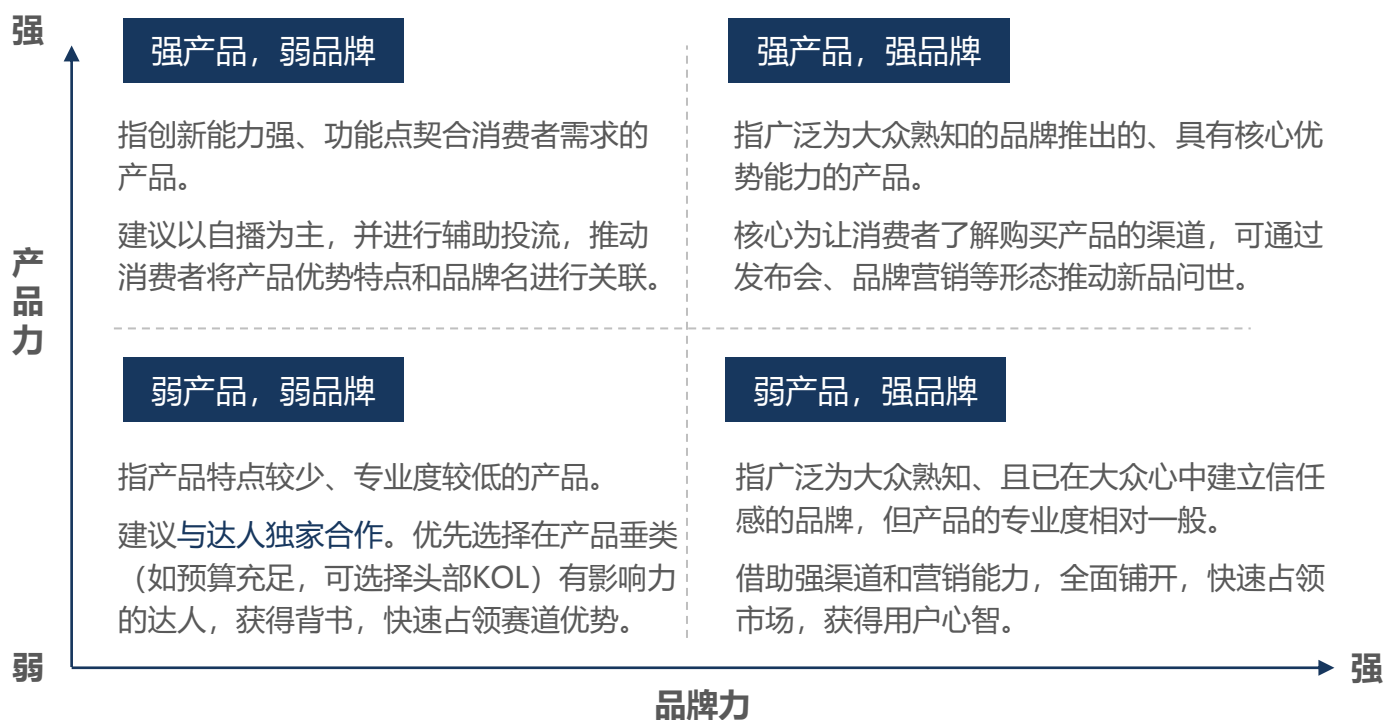 强
产品力
弱
强产品，弱品牌
指创新能力强、功能点契合消费者需求的
产品。
建议以自播为主，并进行辅助投流，推动
消费者将产品优势特点和品牌名进行关联。
强产品，强品牌
指广泛为大众熟知的品牌推出的、具有核心优
势能力的产品。
核心为让消费者了解购买产品的渠道，可通过
发布会、品牌营销等形态推动新品问世。
弱产品，弱品牌
指产品特点较少、专业度较低的产品。
建议与达人独家合作。优先选择在产品垂类
（如预算充足，可选择头部KOL）有影响力
的达人，获得背书，快速占领赛道优势。
弱产品，强品牌
指广泛为大众熟知、且已在大众心中建立信任
感的品牌，但产品的专业度相对一般。
借助强渠道和营销能力，全面铺开，快速占领
市场，获得用户心智。
品牌力
强